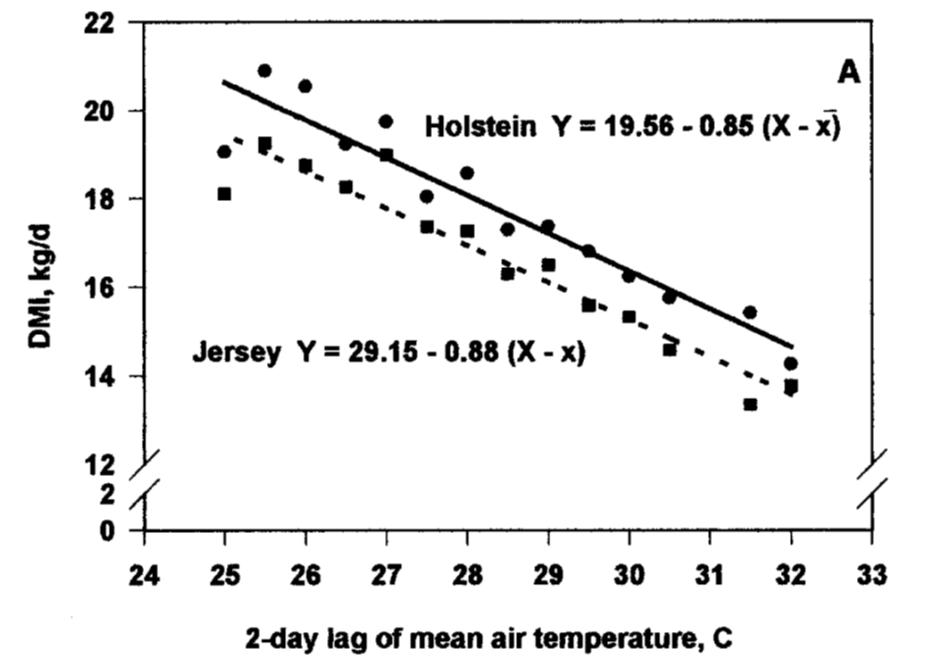 A
Holstein Y = 19.56 - 0.85 (X - x̄)
Jersey Y = 29.15 - 0.88 (X - x)
DMI, kg/d
22
20
18
16
14
12
2
0
24 25 26 27 28 29 30 31 32 33
2-day lag of mean air temperature, C